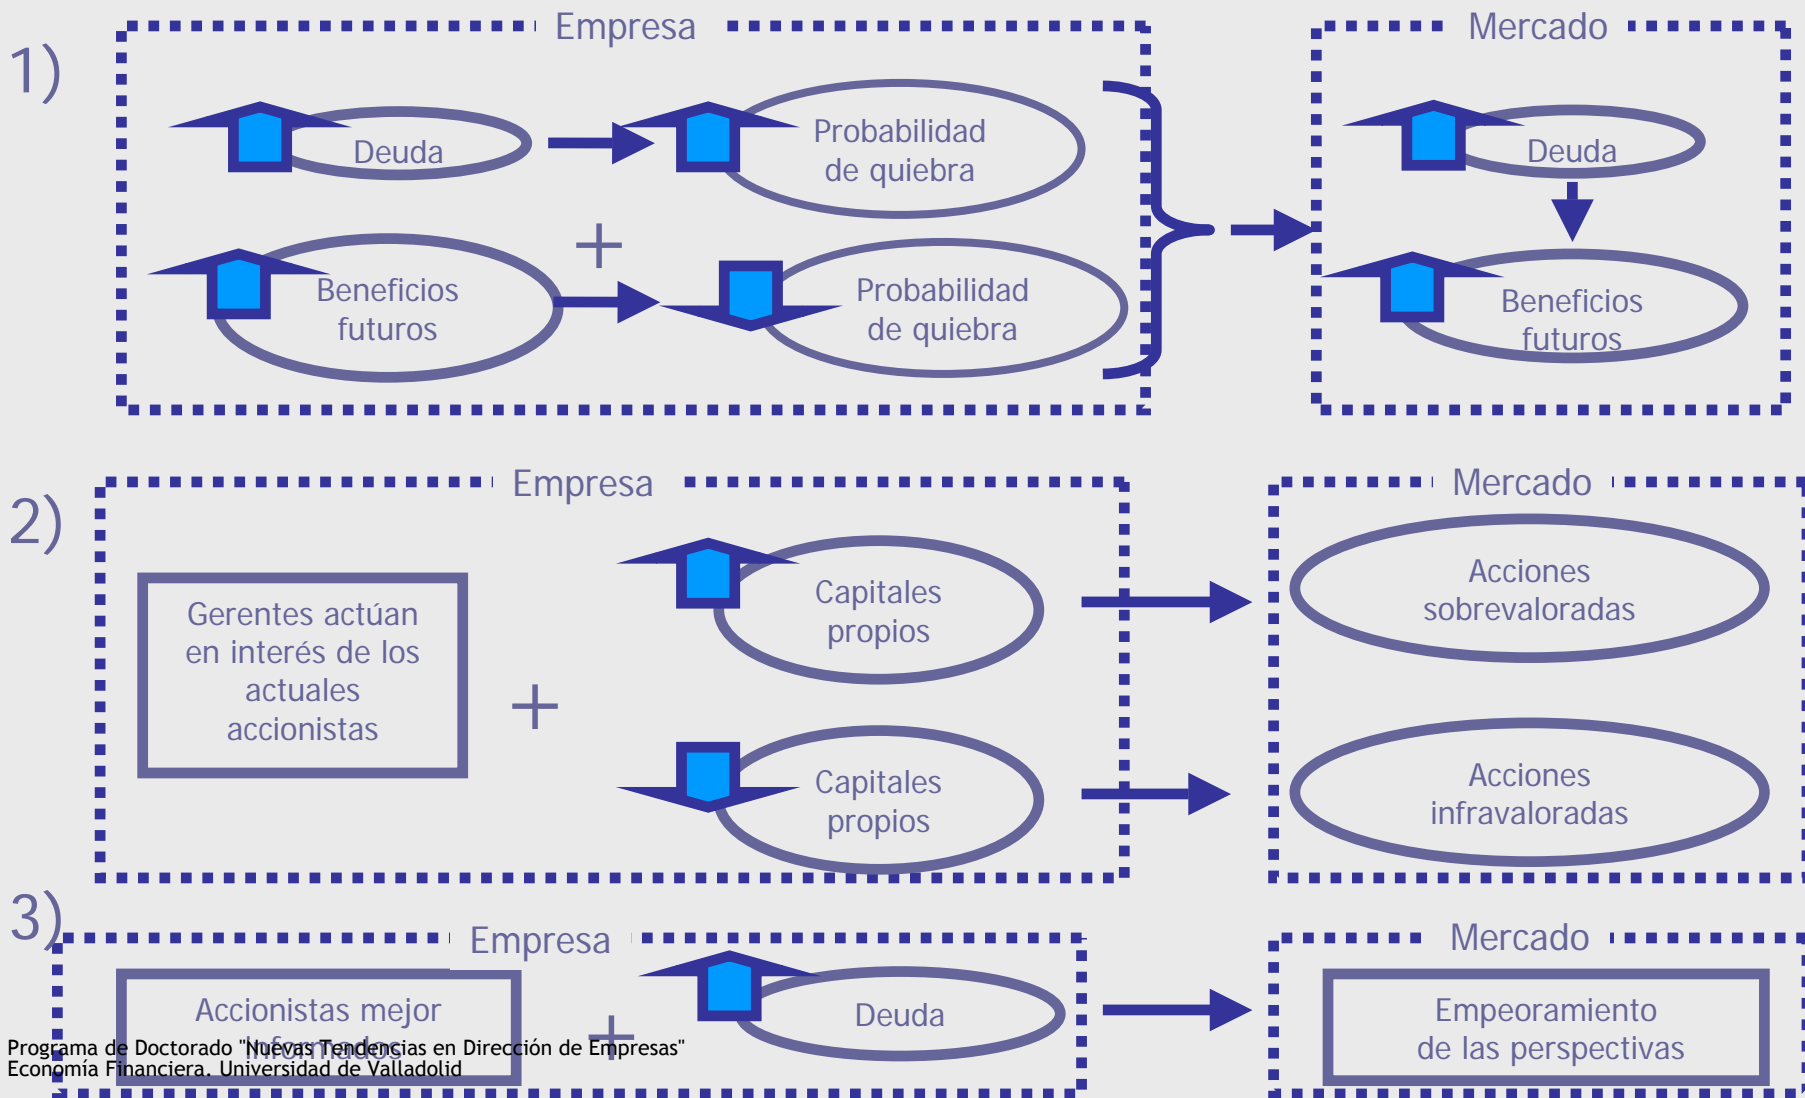 1)
Empresa
Mercado
Deuda
Probabilidad
de quiebra
Deuda
+
Beneficios
futuros
Probabilidad
de quiebra
Beneficios
futuros
2)
Empresa
Mercado
Gerentes actúan
en interés de los
actuales
accionistas
+
Capitales
propios
Acciones
sobrevaloradas
Capitales
propios
Acciones
infravaloradas
3)
Empresa
Mercado
Accionistas mejor
informados
+
Deuda
Empeoramiento
de las perspectivas
Programa de Doctorado "Nuevas Tendencias en Dirección de Empresas"
Economía Financiera. Universidad de Valladolid